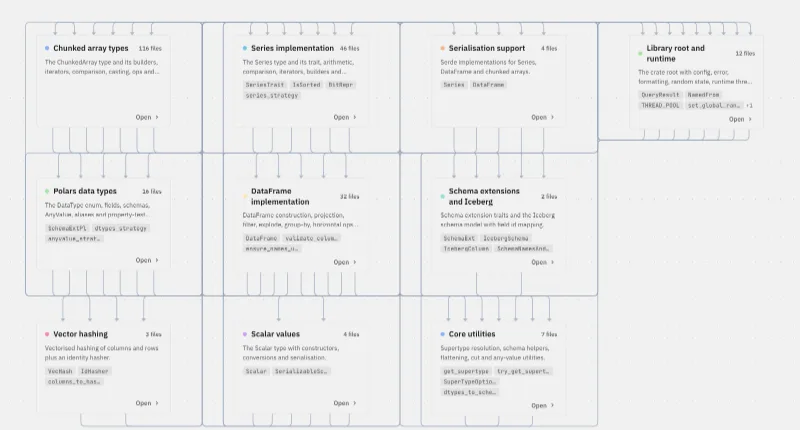 Chunked array types 116 files
The ChunkedArray type and its builders,
iterators, comparison, casting, ops and...
Open ›
Series implementation 46 files
The Series type and its trait, arithmetic,
comparison, iterators, builders and ...
SeriesTrait IsSorted BitRepr
series_strategy
Open ›
Serialisation support 4 files
Serde implementations for Series,
DataFrame and chunked arrays.
Series DataFrame
Open ›
Library root and
runtime 12 files
The crate root with config, error,
formatting, random state, runtime thre...
QueryResult NamedFrom
THREAD_POOL set_global_ran… +1
Open ›
Polars data types 16 files
The DataType enum, fields, schemas,
AnyValue, aliases and property-test...
SchemaExtPl dtypes_strategy
anyvalue_strat…
Open ›
DataFrame
implementation 32 files
DataFrame construction, projection,
filter, explode, group-by, horizontal ops...
DataFrame validate_colum…
ensure_names_u…
Open ›
Schema extensions
and Iceberg 2 files
Schema extension traits and the Iceberg
schema model with field id mapping.
SchemaExt IcebergSchema
IcebergColumn SchemaNamesAnd…
Open ›
Vector hashing 3 files
Vectorised hashing of columns and rows
plus an identity hasher.
VecHash IdHasher
columns_to_has…
Open ›
Scalar values 4 files
The Scalar type with constructors,
conversions and serialisation.
Scalar SerializableSc…
Open ›
Core utilities 7 files
Supertype resolution, schema helpers,
flattening, cut and any-value utilities.
get_supertype try_get_supert…
SuperTypeOptio…
dtypes_to_sche…
Open ›